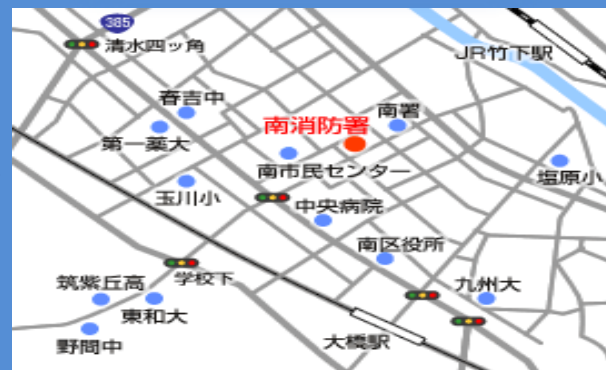 385
清水四ッ角
JR竹下駅
春吉中
南署
南消防署
第一薬大
南市民センター
塩原小
玉川小
中央病院
南区役所
学校下
筑紫丘高
九州大
東和大
大橋駅
野間中